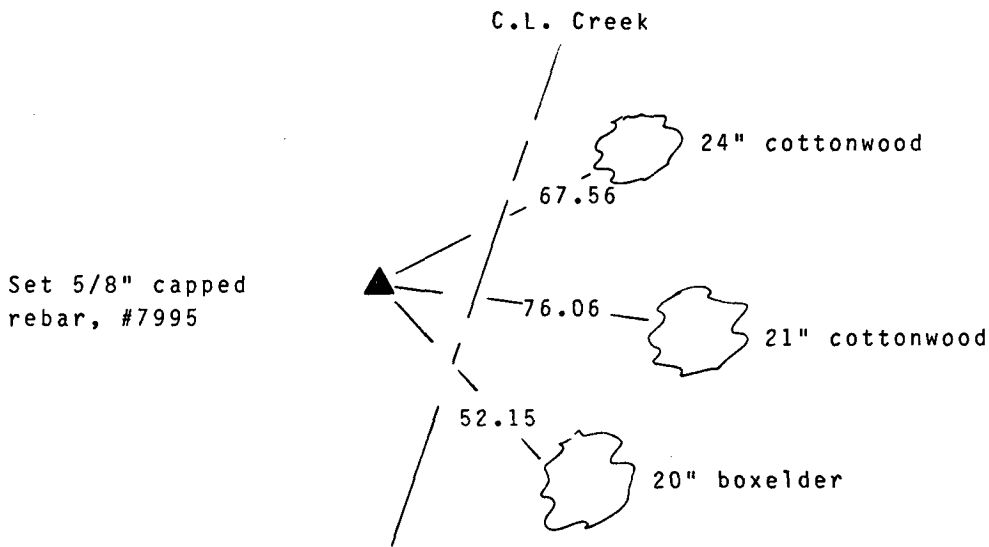 C.L. Creek
24" cottonwood
67.56
Set 5/8" capped
rebar, #7995
76.06
21" cottonwood
52.15
20" boxelder